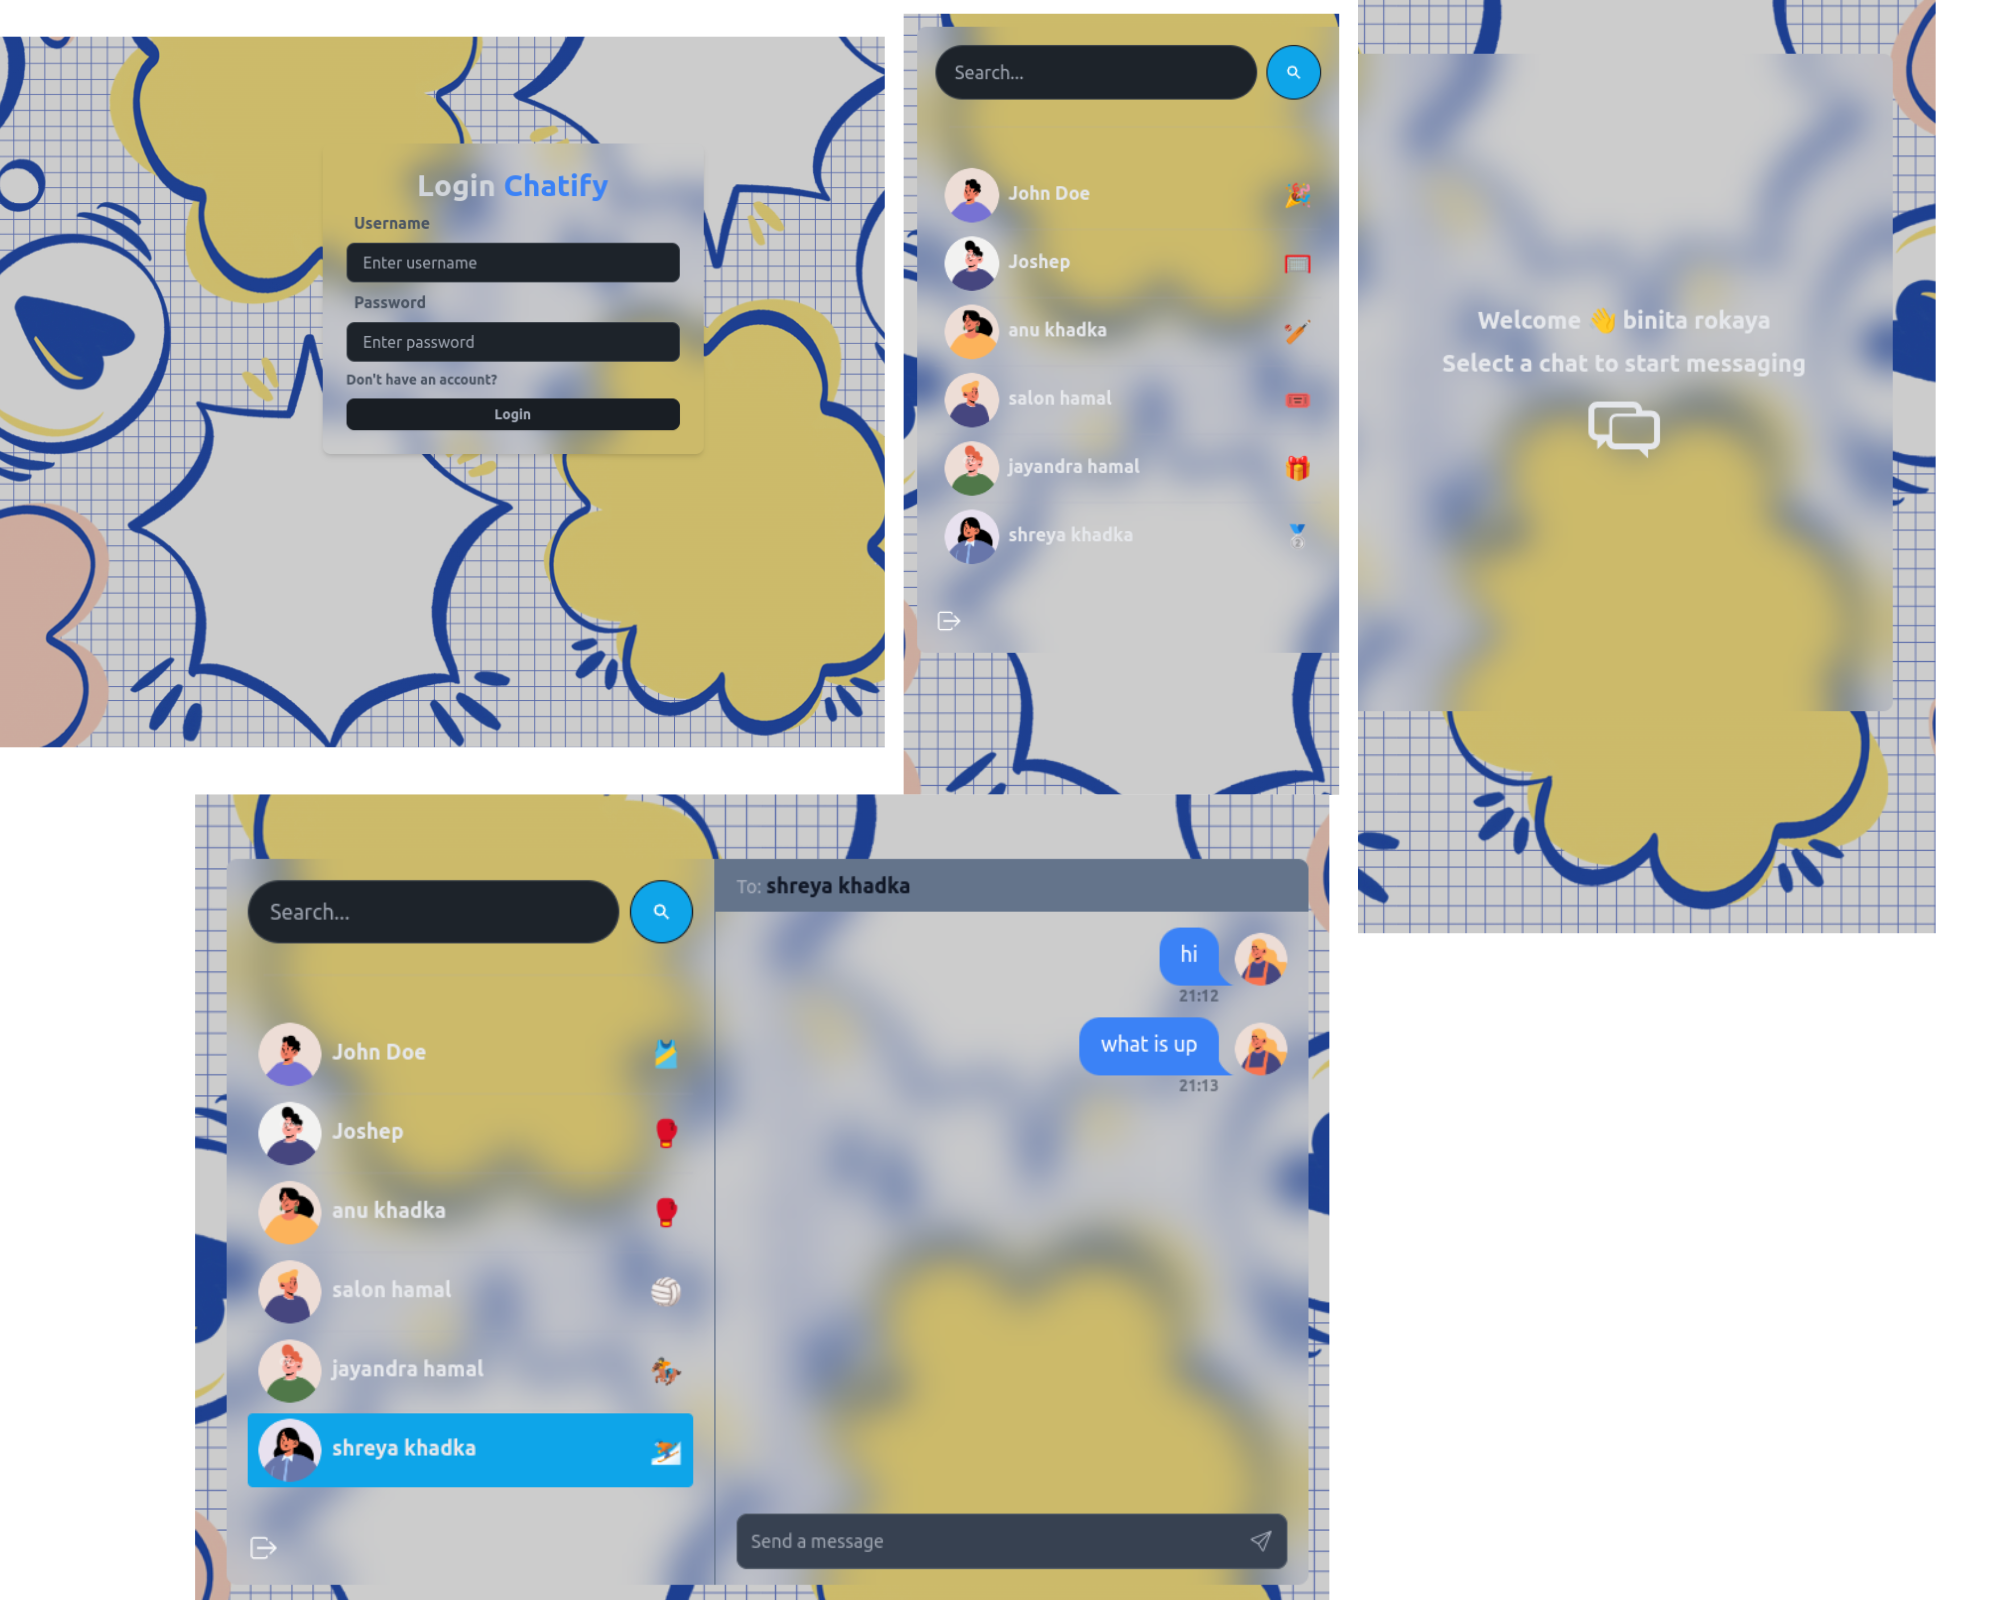 Login Chatify
Username
Enter username
Password
Enter password
Don't have an account?
Login
Search...
John Doe
Joshep
anu khadka
salon hamal
jayandra hamal
shreya khadka
Welcome 👋 binita rokaya
Select a chat to start messaging
Search...
John Doe
Joshep
anu khadka
salon hamal
jayandra hamal
shreya khadka
To: shreya khadka
hi
21:12
what is up
21:13
Send a message